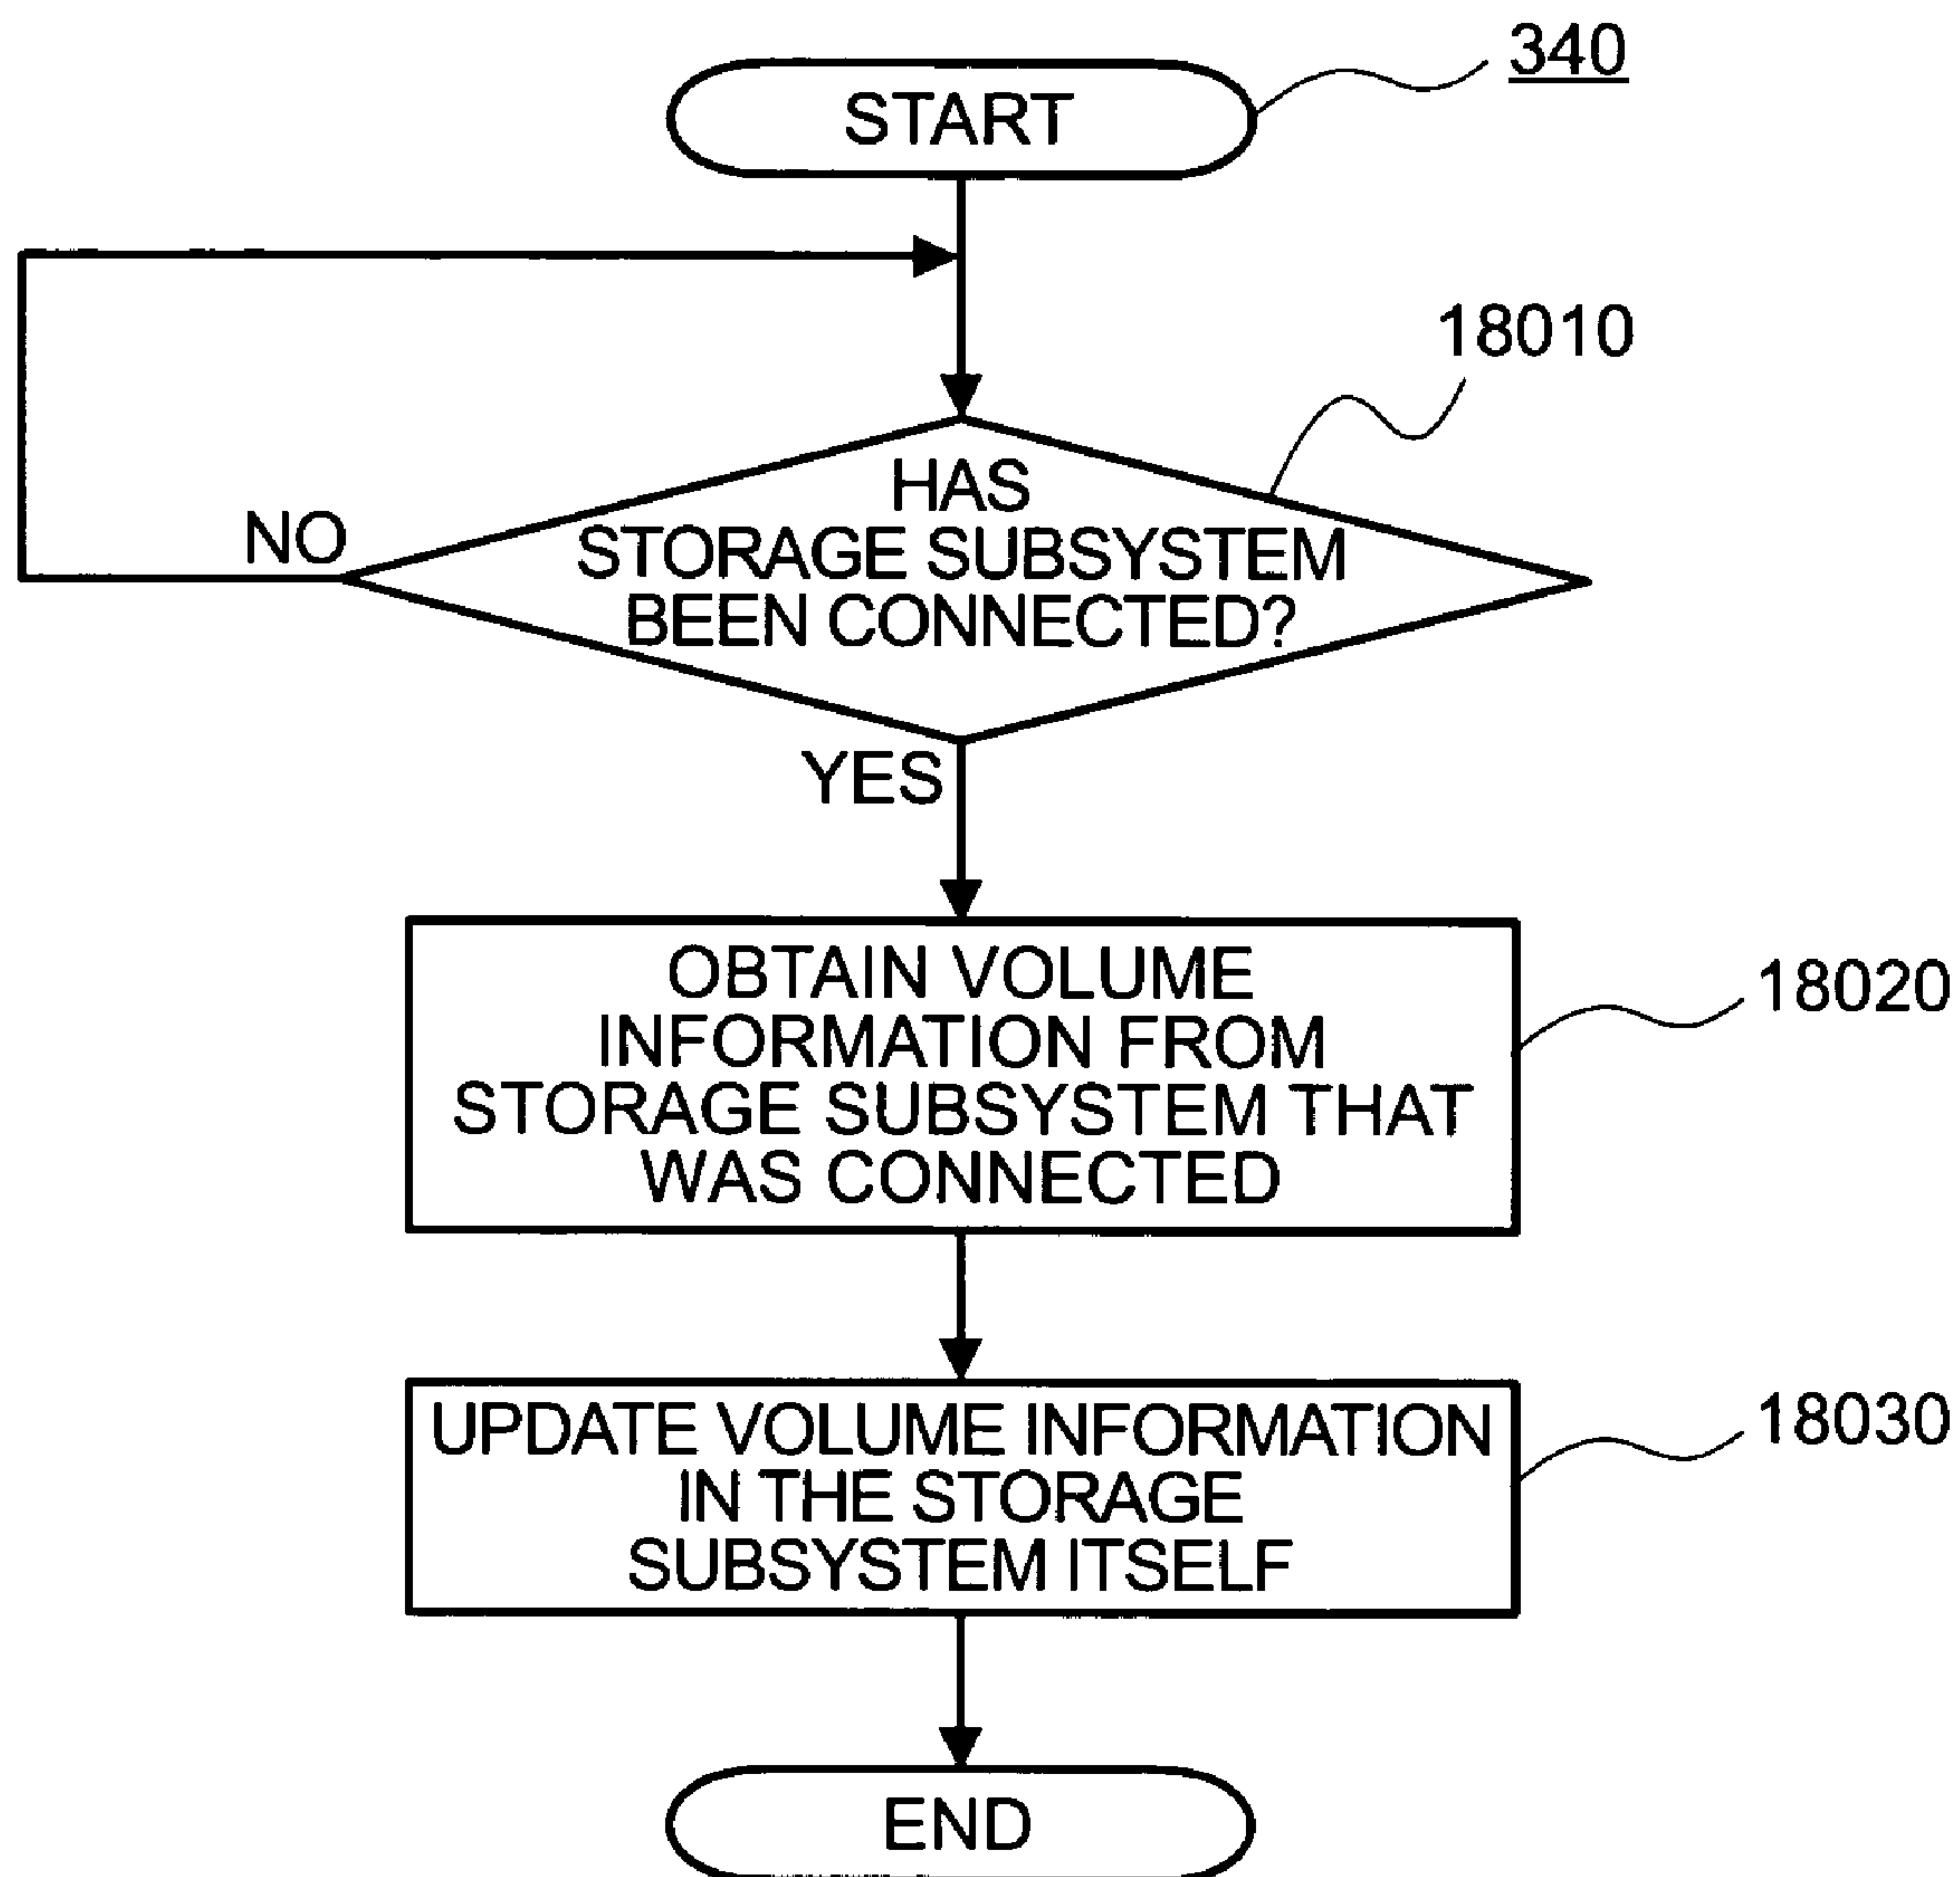 START
340
18010
HAS
STORAGE SUBSYSTEM
BEEN CONNECTED?
NO
YES
OBTAIN VOLUME
INFORMATION FROM
STORAGE SUBSYSTEM THAT
WAS CONNECTED
18020
UPDATE VOLUME INFORMATION
IN THE STORAGE
SUBSYSTEM ITSELF
18030
END